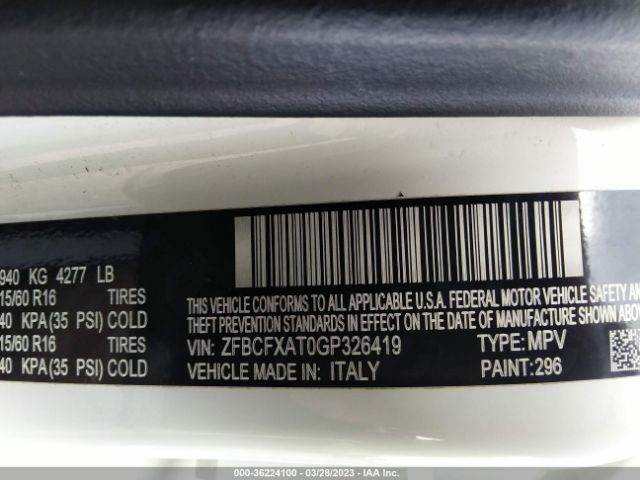 940 KG 4277 LB
15/60 R16 TIRES
40 KPA(35 PSI) COLD
15/60 R16 TIRES
40 KPA(35 PSI) COLD
THIS VEHICLE CONFORMS TO ALL APPLICABLE U.S.A. FEDERAL MOTOR VEHICLE SAFETY AND
THEFT PREVENTION STANDARDS IN EFFECT ON THE DATE OF MANUFACTURE SHOWN ABOVE.
VIN: ZFBCFXAT0GP326419 TYPE: MPV
VEHICLE MADE IN ITALY PAINT: 296
000-36224100 - 03/28/2023 - © IAA Inc.